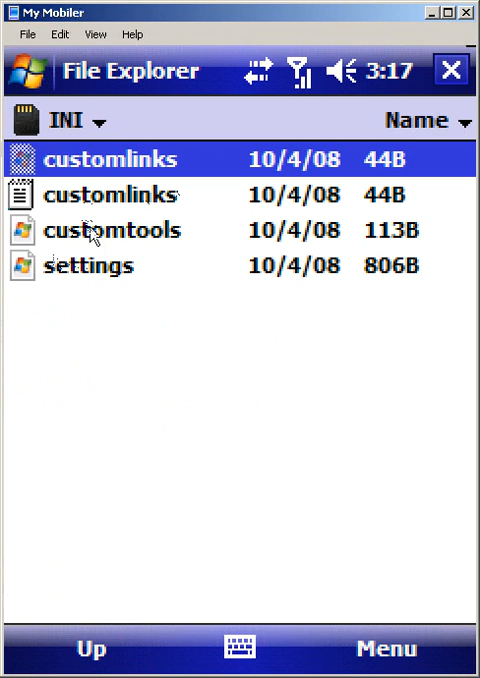 My Mobiler
File Edit View Help
File Explorer 3:17
INI Name
customlinks 10/4/08 44B
customlinks 10/4/08 44B
customtools 10/4/08 113B
settings 10/4/08 806B
Up Menu